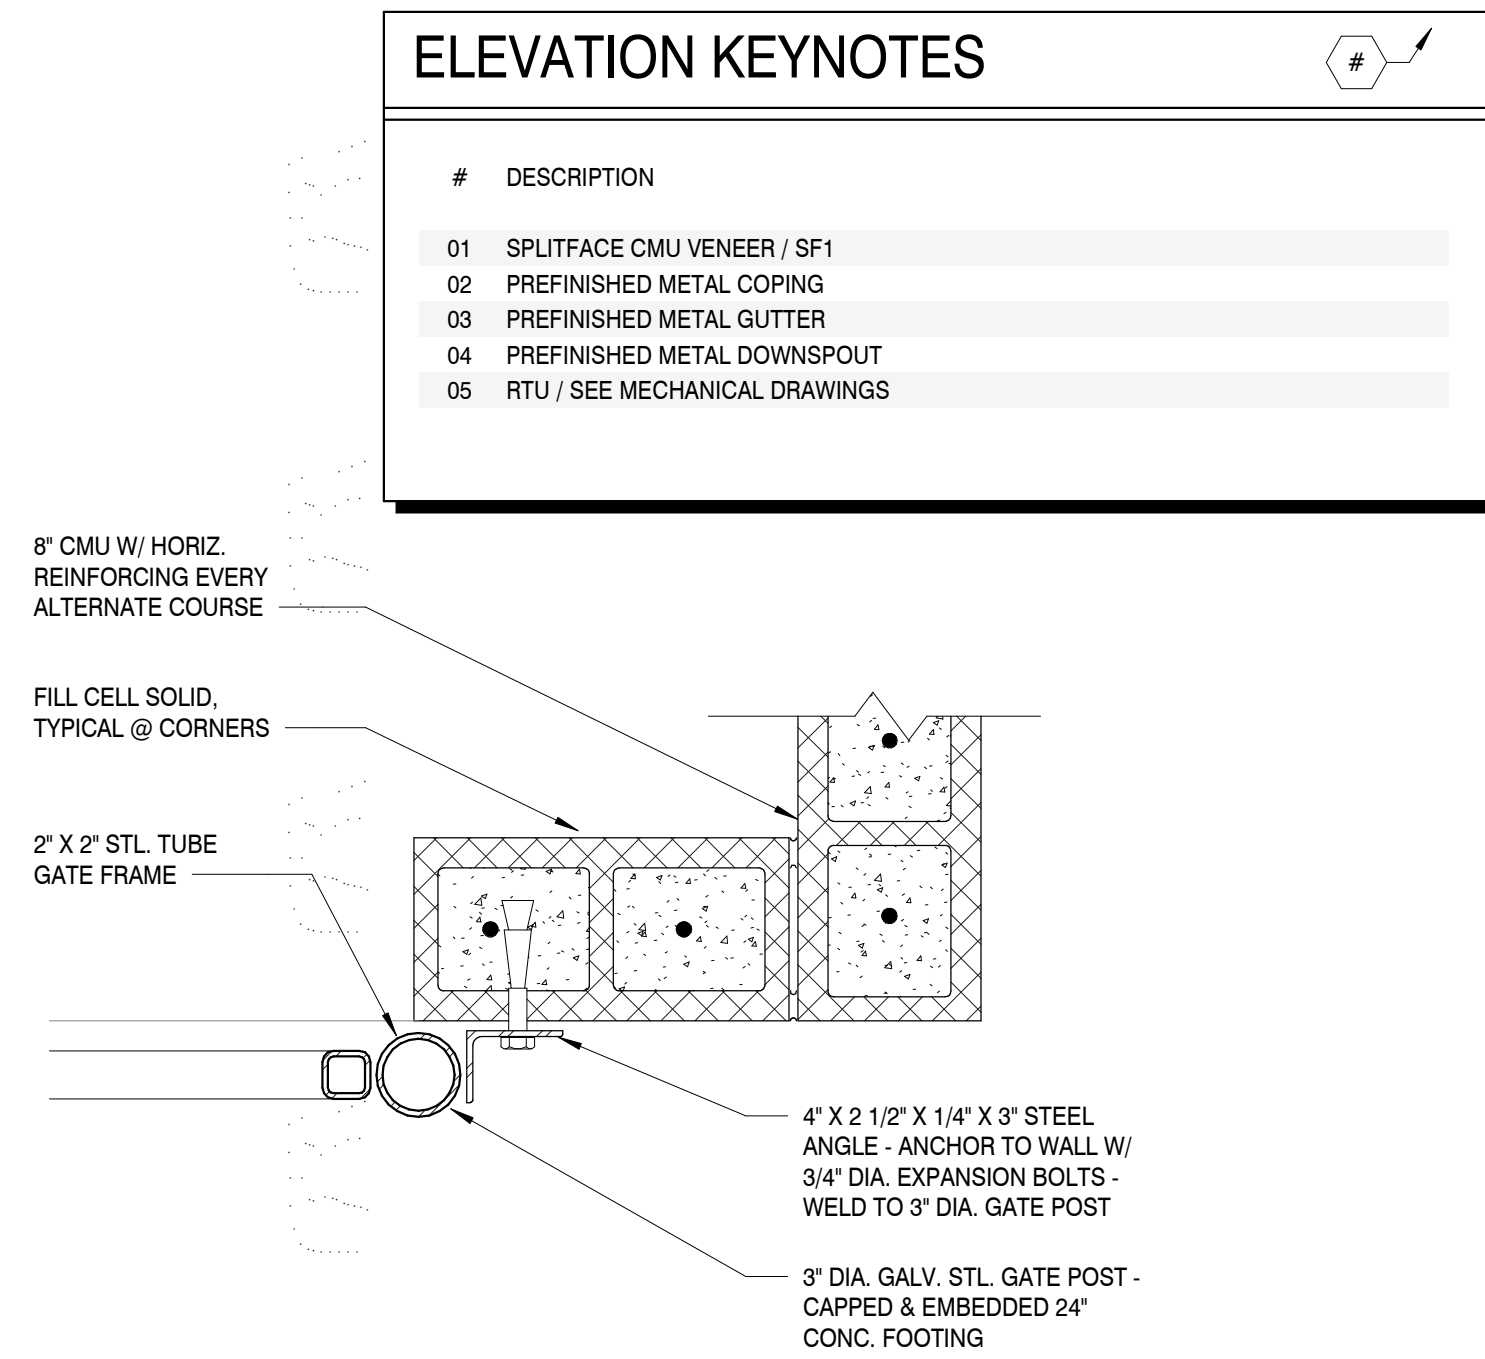 ELEVATION KEYNOTES
#
# DESCRIPTION
01 SPLITFACE CMU VENEER / SF1
02 PREFINISHED METAL COPING
03 PREFINISHED METAL GUTTER
04 PREFINISHED METAL DOWNSPOUT
05 RTU / SEE MECHANICAL DRAWINGS
8" CMU W/ HORIZ.
REINFORCING EVERY
ALTERNATE COURSE
FILL CELL SOLID,
TYPICAL @ CORNERS
2" X 2" STL. TUBE
GATE FRAME
4" X 2 1/2" X 1/4" X 3" STEEL
ANGLE - ANCHOR TO WALL W/
3/4" DIA. EXPANSION BOLTS -
WELD TO 3" DIA. GATE POST
3" DIA. GALV. STL. GATE POST -
CAPPED & EMBEDDED 24"
CONC. FOOTING